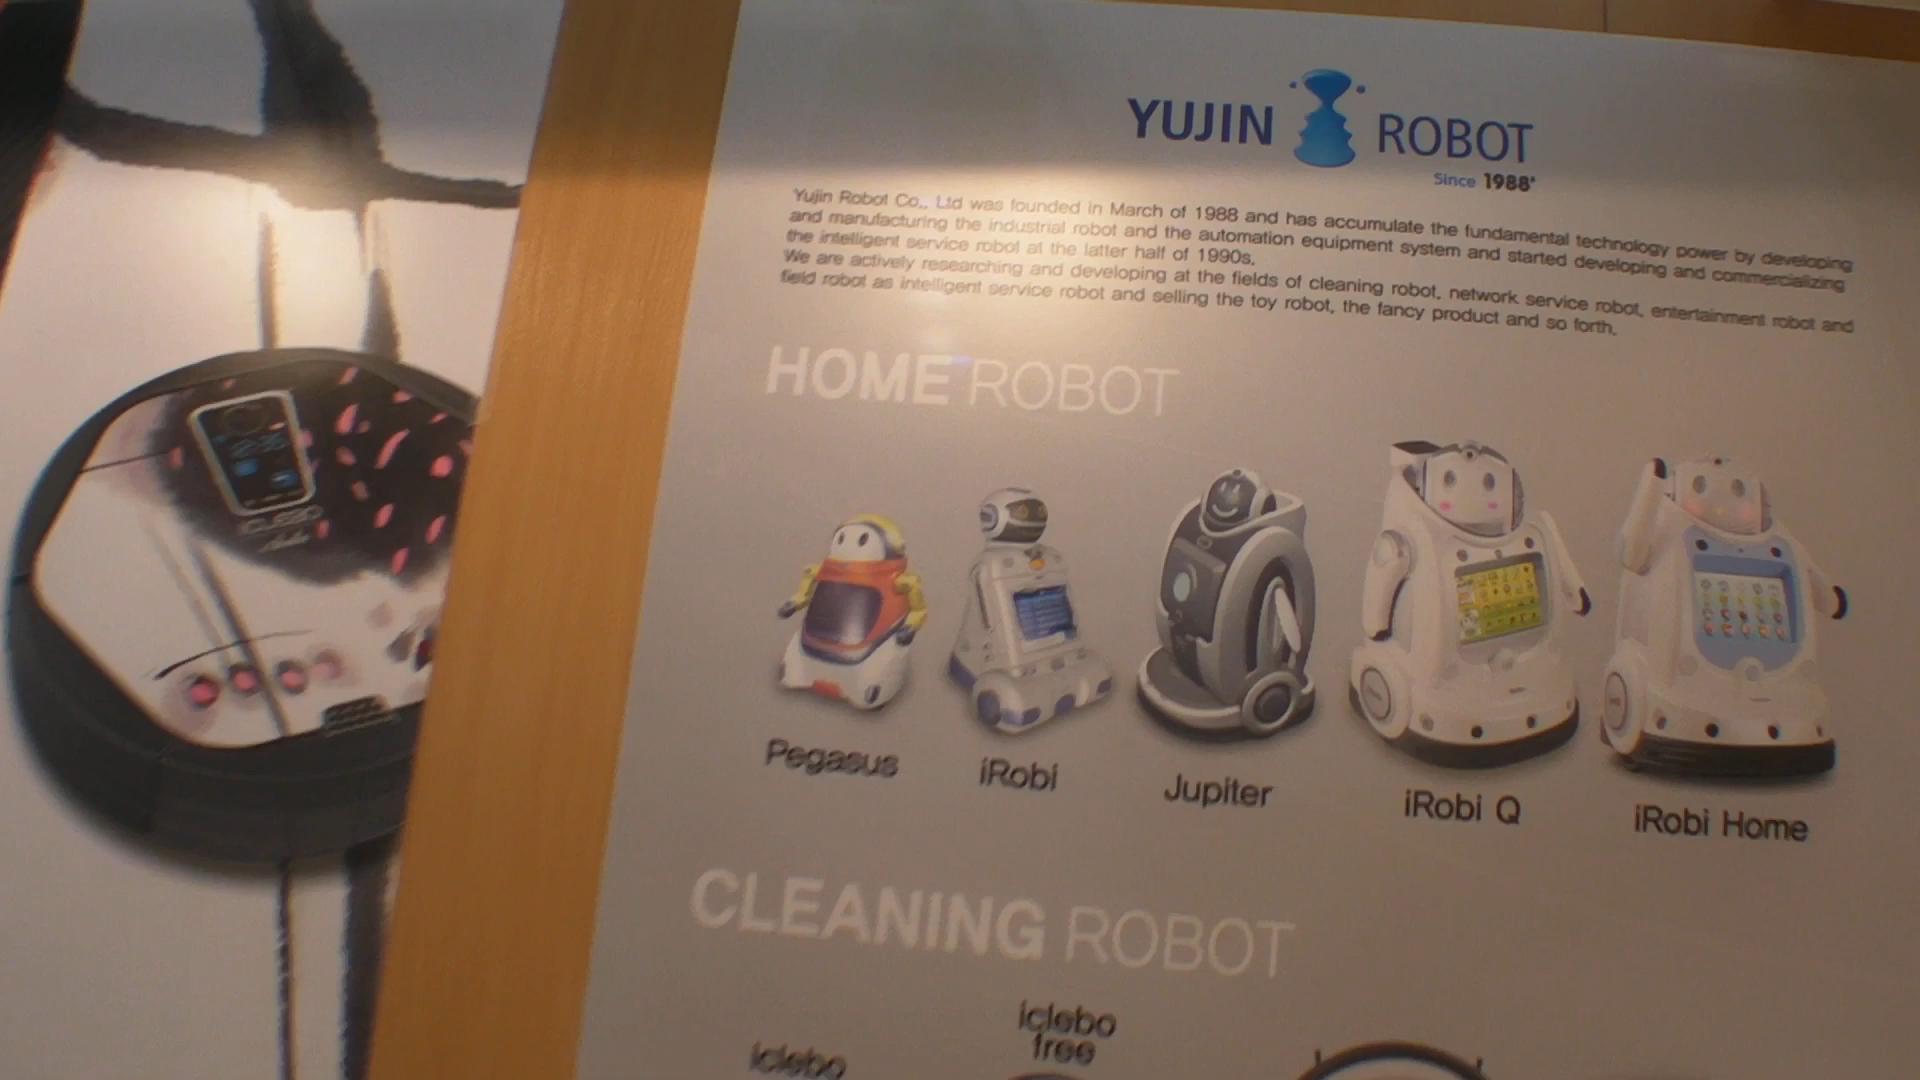 YUJIN ROBOT
Since 1988
Yujin Robot Co., Ltd was founded in March of 1988 and has accumulate the fundamental technology power by developing
and manufacturing the industrial robot and the automation equipment system and started developing and commercializing
the intelligent service robot at the latter half of 1990s.
We are actively researching and developing at the fields of cleaning robot, network service robot, entertainment robot and
field robot as intelligent service robot and selling the toy robot, the fancy product and so forth.
HOME ROBOT
Pegasus iRobi Jupiter iRobi Q iRobi Home
CLEANING ROBOT
iclebo
iclebo
free
iCLEBO